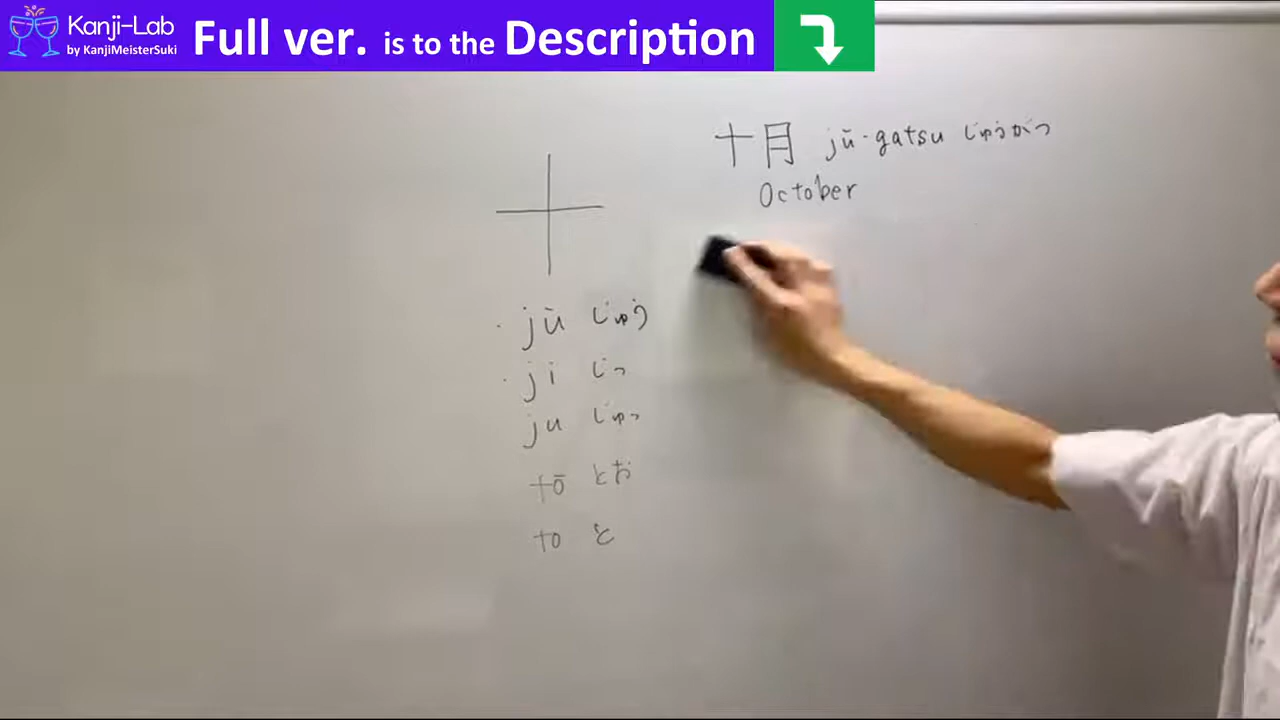 Kanji-Lab
by KanjiMeisterSuki
Full ver. is to the Description
十月 jū-gatsu じゅうがつ
October
十
・jū じゅう
・ji じっ
ju じゅっ
tō とお
to と